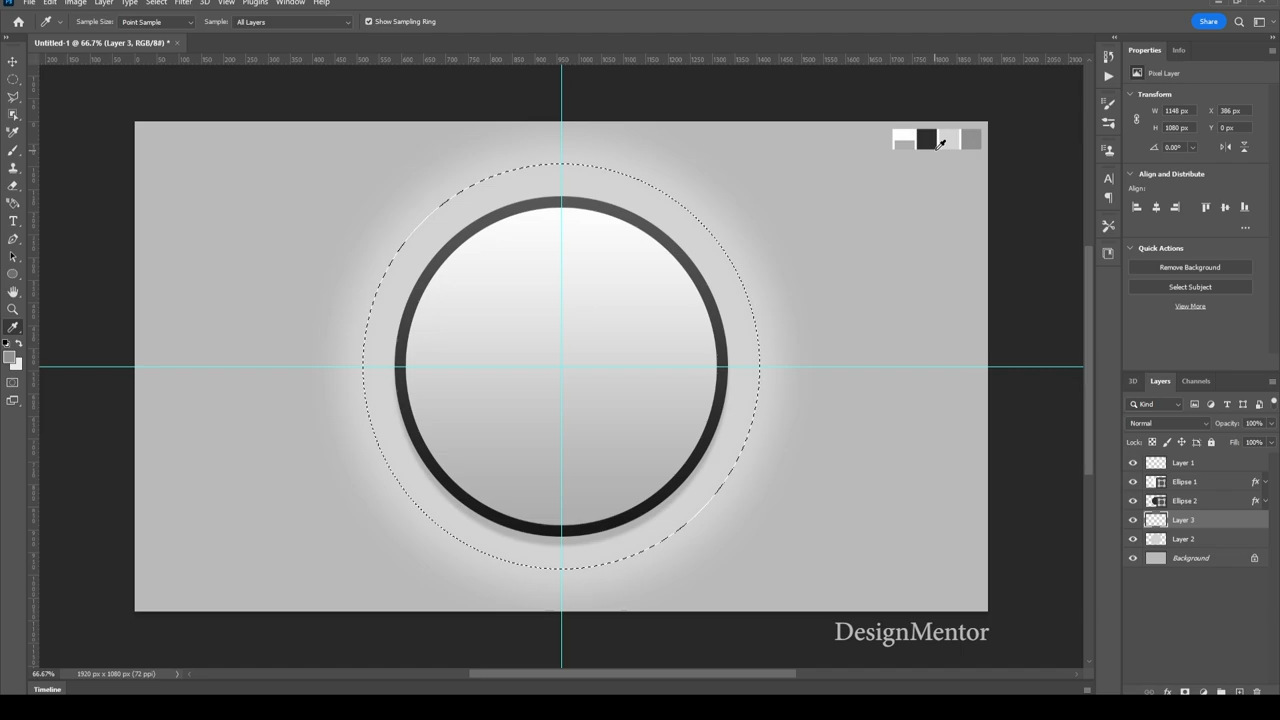 File Edit Image Layer Type Select Filter 3D View Plugins Window Help
Sample Size: Point Sample Sample: All Layers Show Sampling Ring Share
Untitled-1 @ 66.7% (Layer 3, RGB/8#) * ×
Properties Info
Pixel Layer
Transform
W 1148 px X 386 px
H 1080 px Y 0 px
0.00°
Align and Distribute
Align:
Quick Actions
Remove Background
Select Subject
View More
3D Layers Channels
Kind
Normal Opacity: 100%
Lock: Fill: 100%
Layer 1
Ellipse 1 fx
Ellipse 2 fx
Layer 3
Layer 2
Background
DesignMentor
66.67% 1920 px x 1080 px (72 ppi)
Timeline